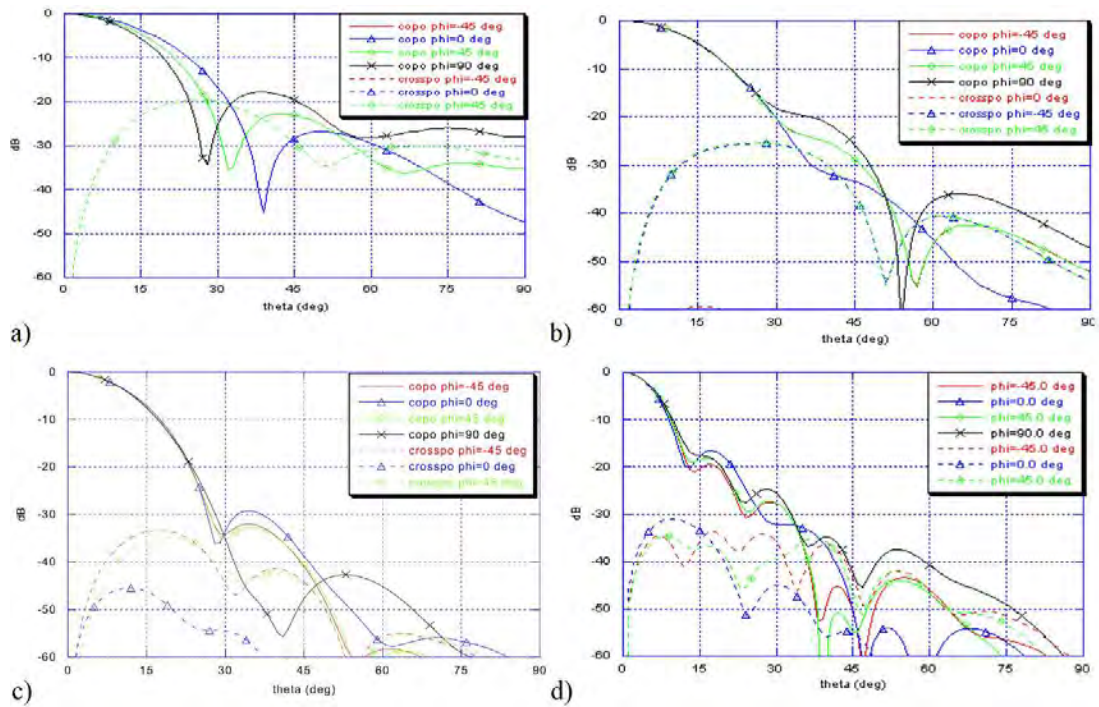 0
-10
-20
-30
-40
-50
-60
dB
0 15 30 45 60 75 90
theta (deg)
copo phi=-45 deg
copo phi=0 deg
copo phi=45 deg
copo phi=90 deg
crosspo phi=-45 deg
crosspo phi=0 deg
crosspo phi=45 deg
a)
0
-10
-20
-30
-40
-50
-60
dB
0 15 30 45 60 75 90
theta (deg)
copo phi=-45 deg
copo phi=0 deg
copo phi=45 deg
copo phi=90 deg
crosspo phi=0 deg
crosspo phi=-45 deg
crosspo phi=45 deg
b)
0
-10
-20
-30
-40
-50
-60
dB
0 15 30 45 60 75 90
theta (deg)
copo phi=-45 deg
copo phi=0 deg
copo phi=45 deg
copo phi=90 deg
crosspo phi=-45 deg
crosspo phi=0 deg
crosspo phi=45 deg
c)
0
-10
-20
-30
-40
-50
-60
dB
0 15 30 45 60 75 90
theta (deg)
phi=-45.0 deg
phi=0.0 deg
phi=45.0 deg
phi=90.0 deg
phi=-45.0 deg
phi=0.0 deg
phi=45.0 deg
d)